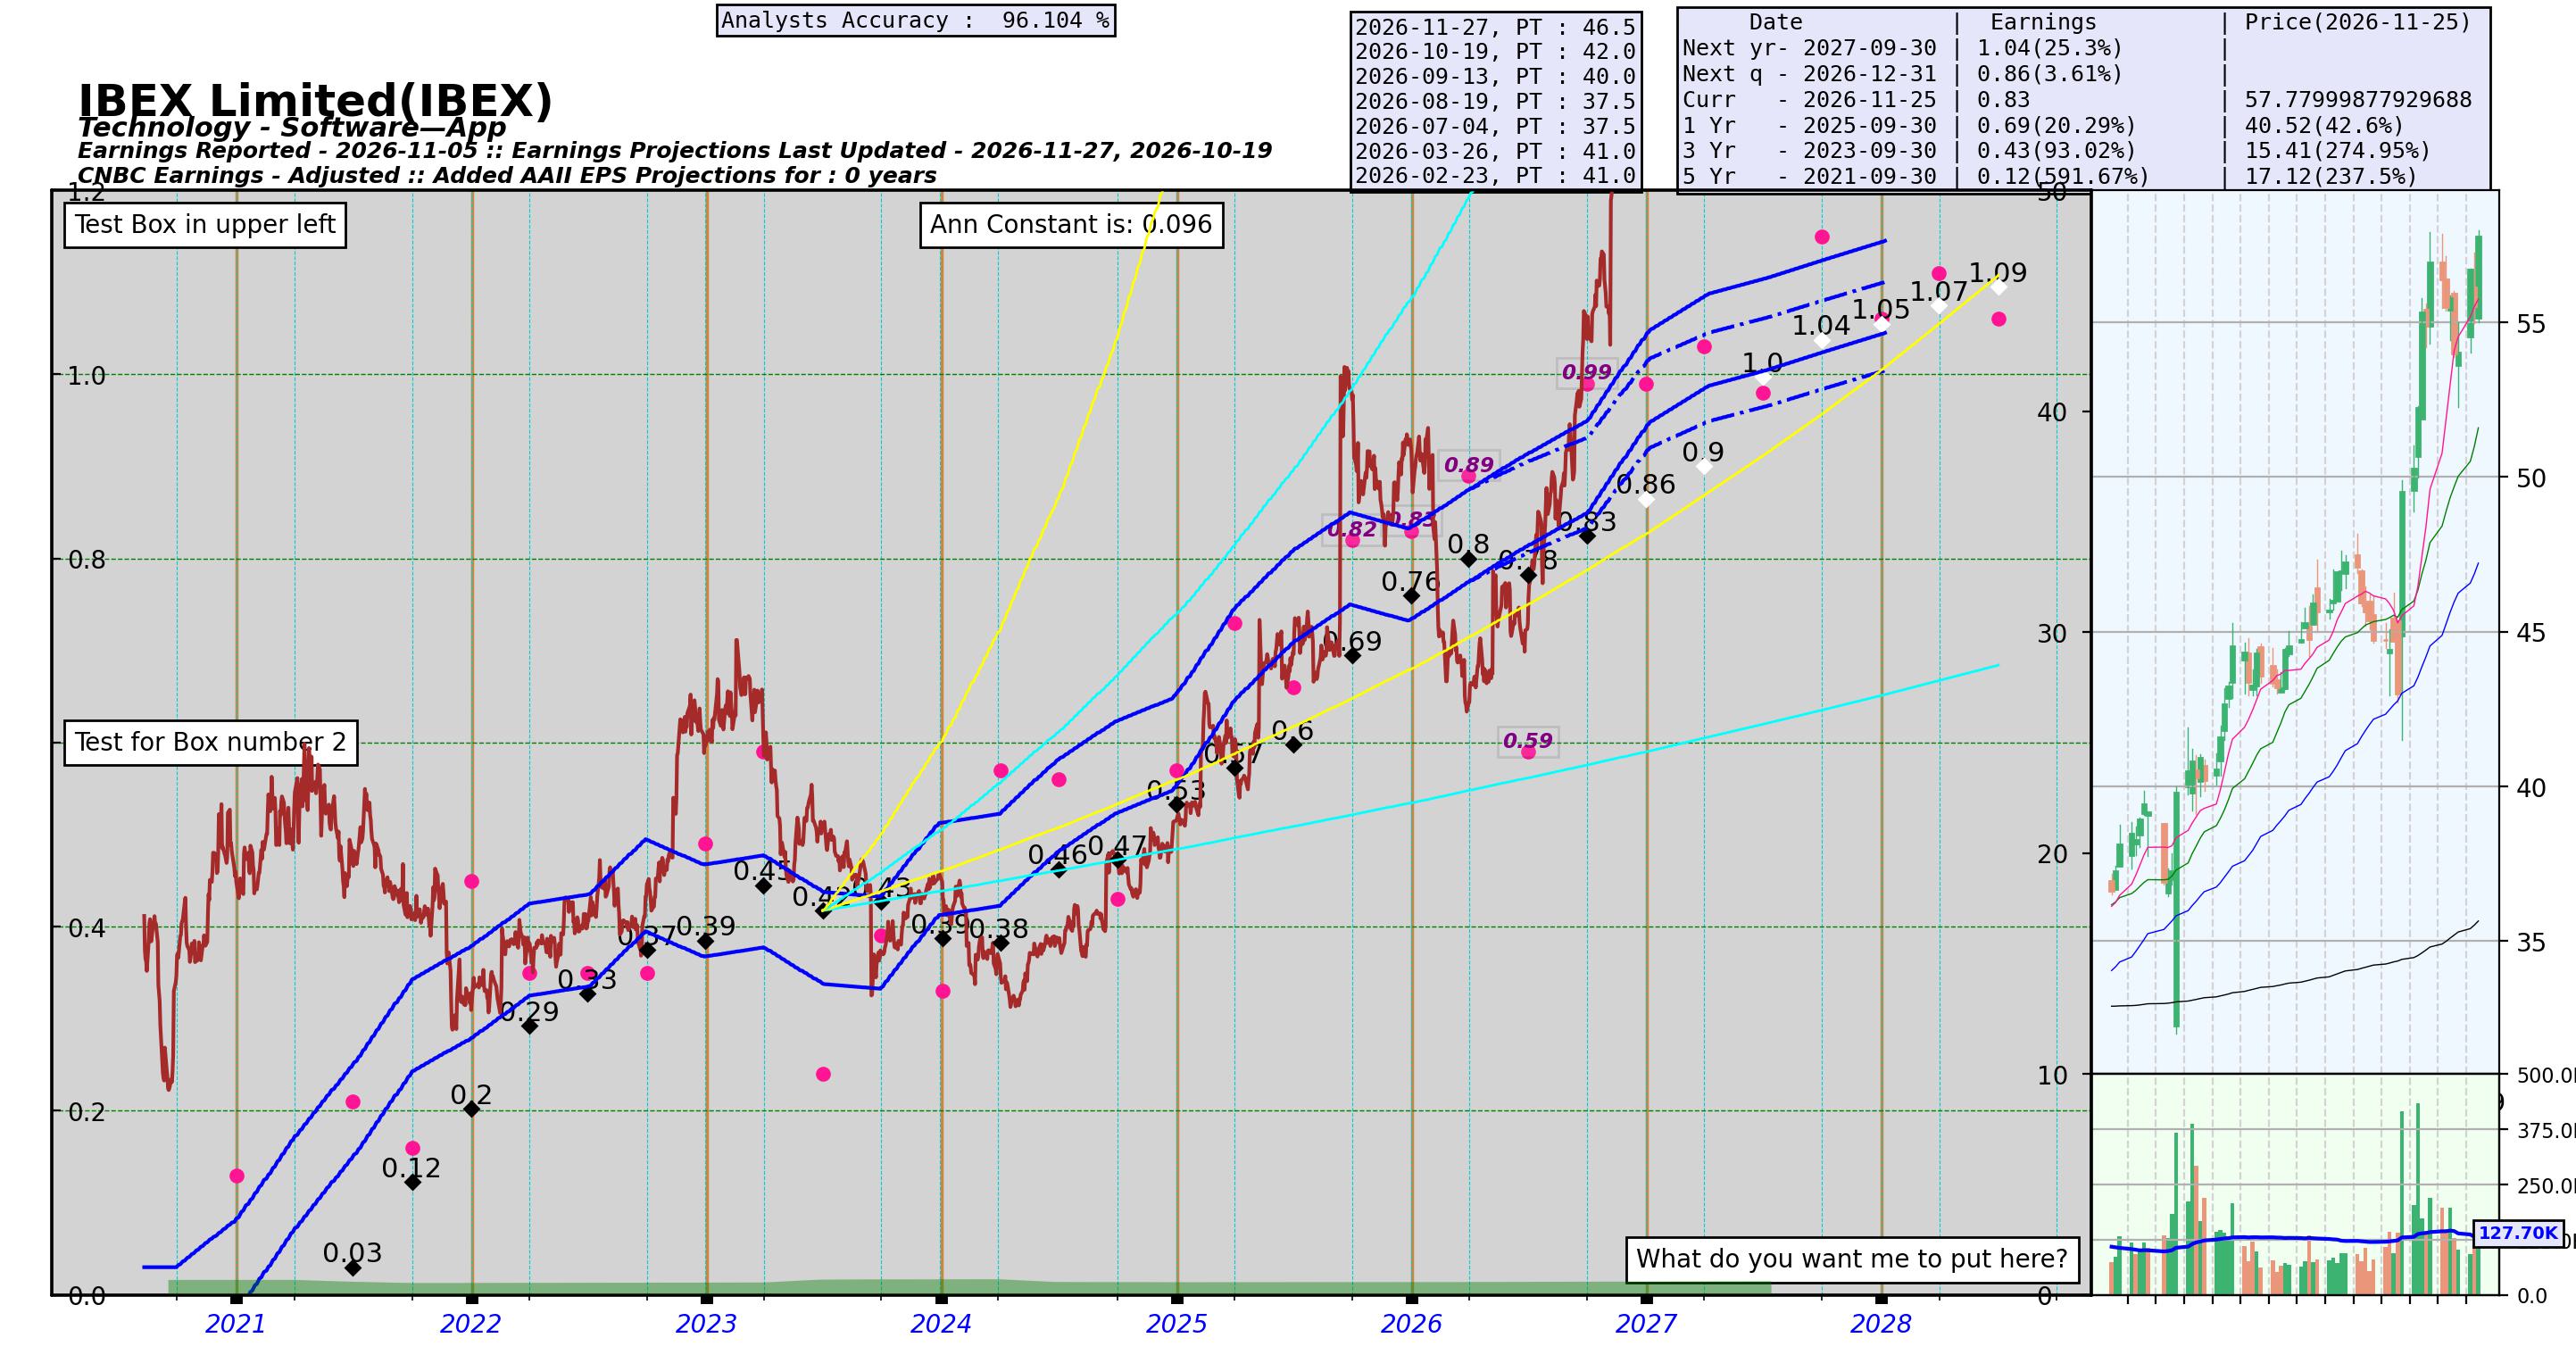 Analysts Accuracy :  96.104 %
2026-11-27, PT : 46.5
2026-10-19, PT : 42.0
2026-09-13, PT : 40.0
2026-08-19, PT : 37.5
2026-07-04, PT : 37.5
2026-03-26, PT : 41.0
2026-02-23, PT : 41.0
Date | Earnings | Price(2026-11-25)
Next yr- 2027-09-30 | 1.04(25.3%) |
Next q - 2026-12-31 | 0.86(3.61%) |
Curr - 2026-11-25 | 0.83 | 57.77999877929688
1 Yr - 2025-09-30 | 0.69(20.29%) | 40.52(42.6%)
3 Yr - 2023-09-30 | 0.43(93.02%) | 15.41(274.95%)
5 Yr - 2021-09-30 | 0.12(591.67%) | 17.12(237.5%)
IBEX Limited(IBEX)
Technology - Software—App
Earnings Reported - 2026-11-05 :: Earnings Projections Last Updated - 2026-11-27, 2026-10-19
CNBC Earnings - Adjusted :: Added AAII EPS Projections for : 0 years
1.2
50
Test Box in upper left
Ann Constant is: 0.096
1.09
1.07
1.05
1.04
55
1.0
1.0
0.99
40
0.9
0.89
0.86
50
0.83
0.82
0.83
0.8
0.8
0.78
0.76
0.69
30
45
0.6
Test for Box number 2
0.59
0.57
0.53
40
0.46
0.47
20
0.45
0.43
0.4
0.39
0.39
0.38
0.37
35
0.33
0.29
0.2
0.2
10
500.0
0.12
375.0
250.0
0.03
127.70K
What do you want me to put here?
0.0
0
0.0
2021
2022
2023
2024
2025
2026
2027
2028